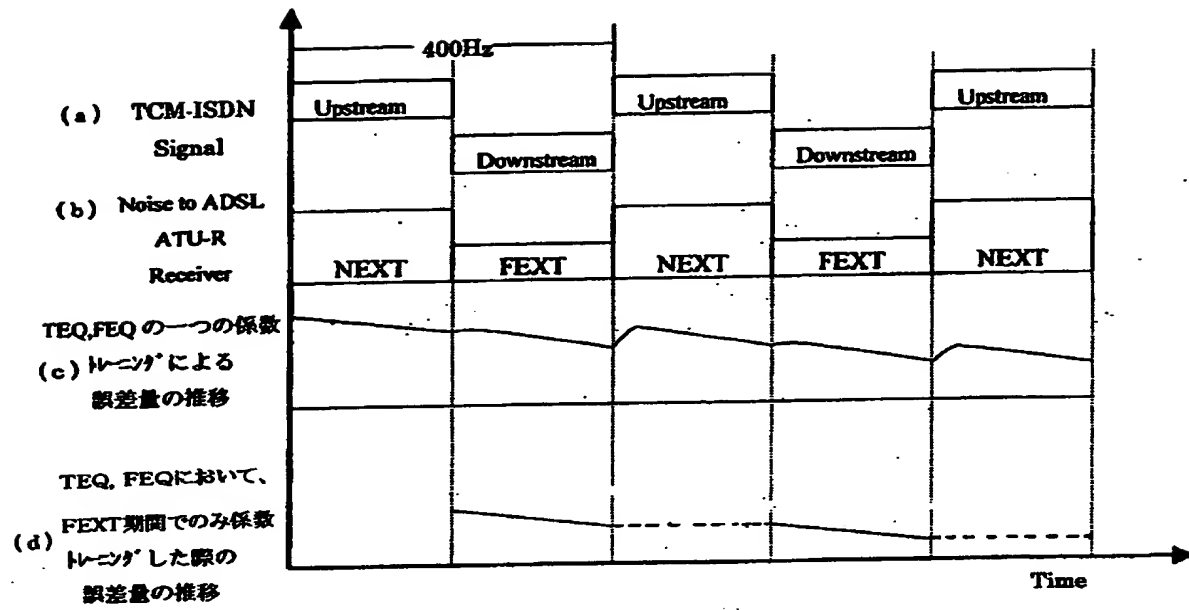 400Hz
(a) TCM-ISDN
Signal
Upstream
Upstream
Upstream
Downstream
Downstream
(b) Noise to ADSL
ATU-R
Receiver
NEXT
FEXT
NEXT
FEXT
NEXT
TEQ,FEQ の一つの係数
(c) ﾄﾚｰﾆﾝｸﾞによる
誤差量の推移
TEQ, FEQにおいて、
FEXT期間でのみ係数
(d) ﾄﾚｰﾆﾝｸﾞした際の
誤差量の推移
Time